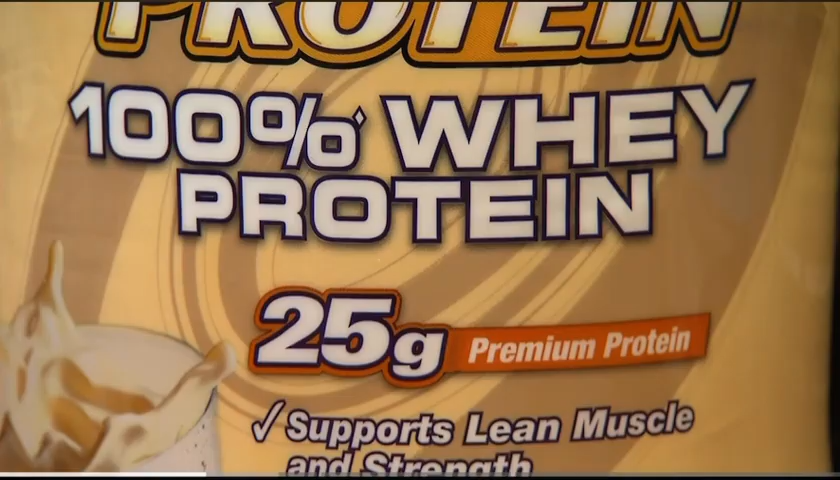 PROTEIN
100% WHEY
PROTEIN
25g Premium Protein
✓ Supports Lean Muscle
and Strength